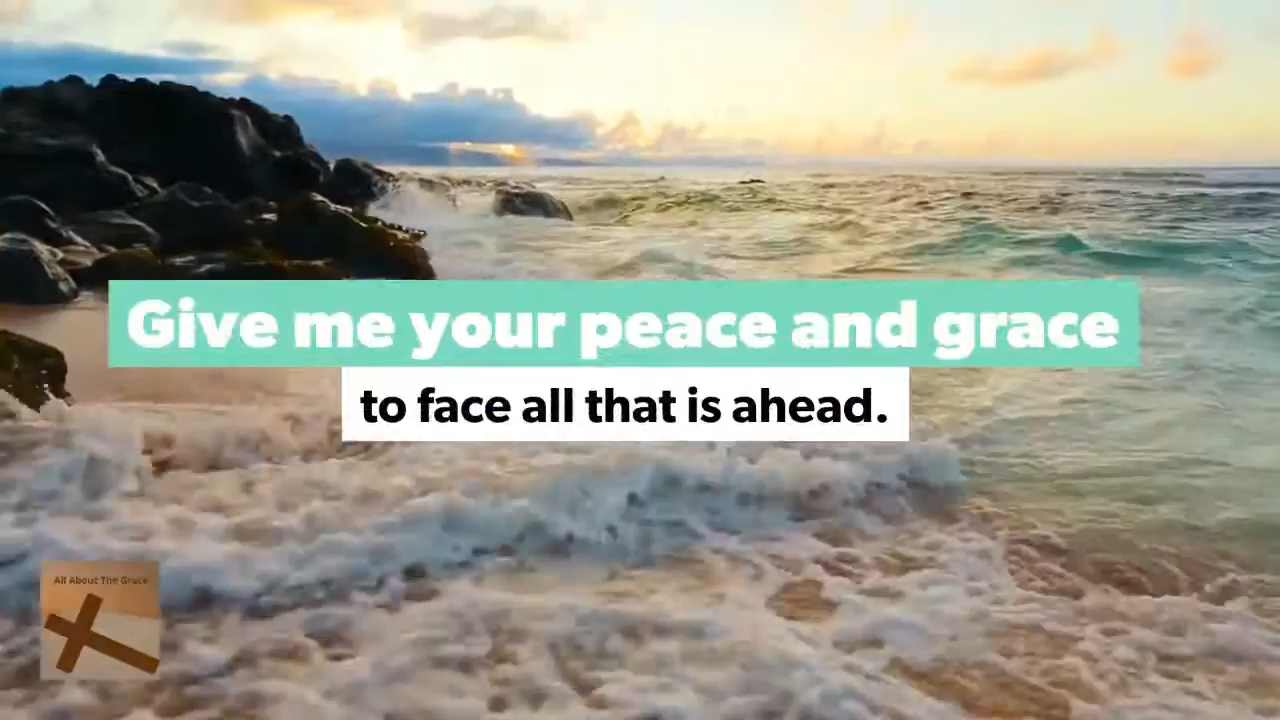 Give me your peace and grace
to face all that is ahead.
All About The Grace